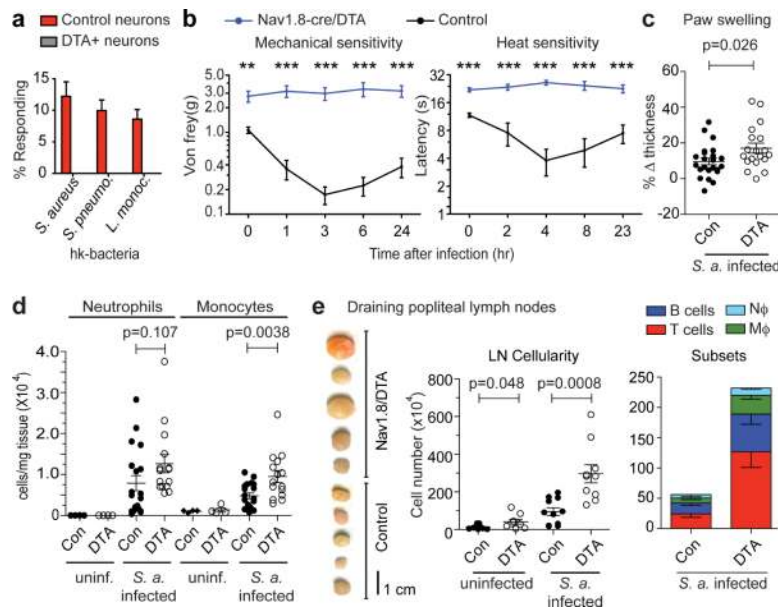 a
Control neurons
DTA+ neurons
% Responding
20
15
10
5
0
S. aureus
S. pneumo.
L. monoc.
hk-bacteria
b
Nav1.8-cre/DTA
Control
Mechanical sensitivity
** *** *** *** ***
Von frey(g)
5.0
3.0
1.0
0.4
0.2
0.1
0 1 3 6 24
Heat sensitivity
*** *** *** *** ***
Latency (s)
32
16
8
4
2
1
0 2 4 8 23
Time after infection (hr)
c
Paw swelling
p=0.026
% Δ thickness
60
40
20
0
-20
Con
DTA
S. a. infected
d
Neutrophils
Monocytes
p=0.107
p=0.0038
cells/mg tissue (X10⁴)
4.0
3.0
2.0
1.0
0.0
Con DTA Con DTA Con DTA Con DTA
uninf. S. a. uninf. S. a.
infected infected
e
Draining popliteal lymph nodes
Nav1.8/DTA
Control
1 cm
LN Cellularity
p=0.048
p=0.0008
Cell number (x10⁴)
800
600
400
200
0
Con DTA Con DTA
uninfected S. a.
infected
B cells
Nϕ
T cells
Mϕ
Subsets
250
200
150
100
50
0
Con DTA
S. a. infected